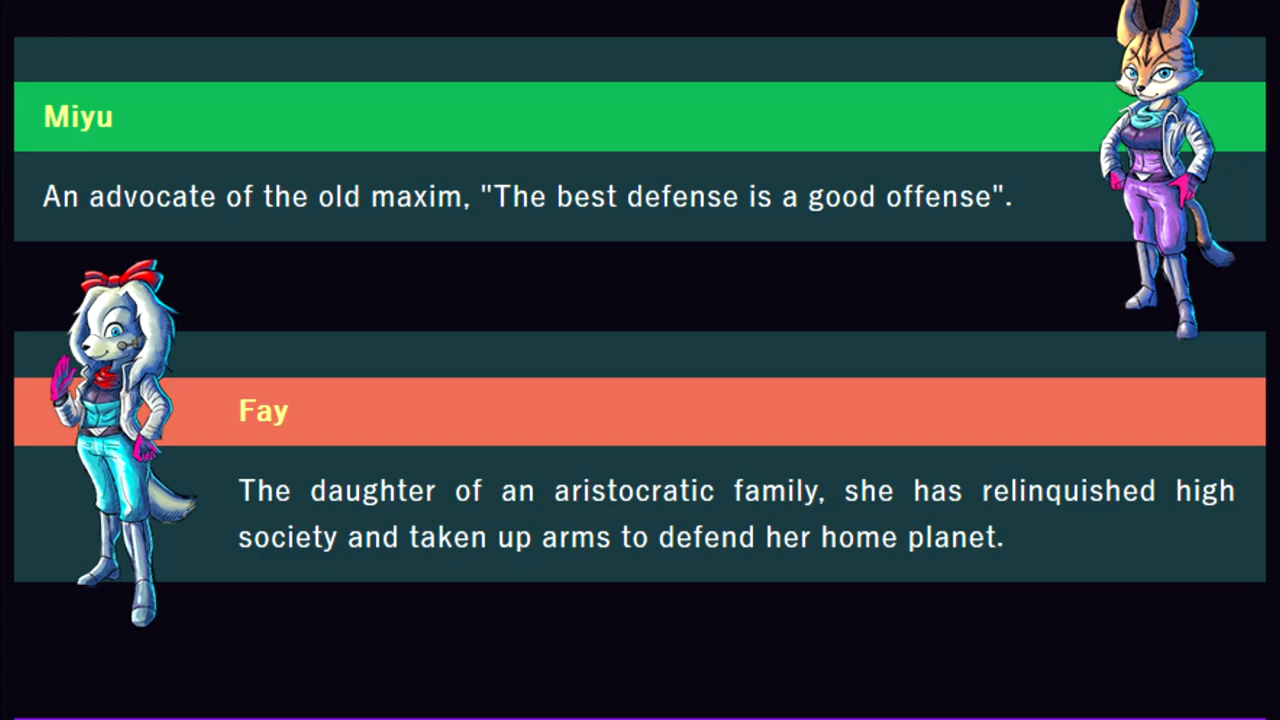 Miyu
An advocate of the old maxim, "The best defense is a good offense".
Fay
The daughter of an aristocratic family, she has relinquished high
society and taken up arms to defend her home planet.